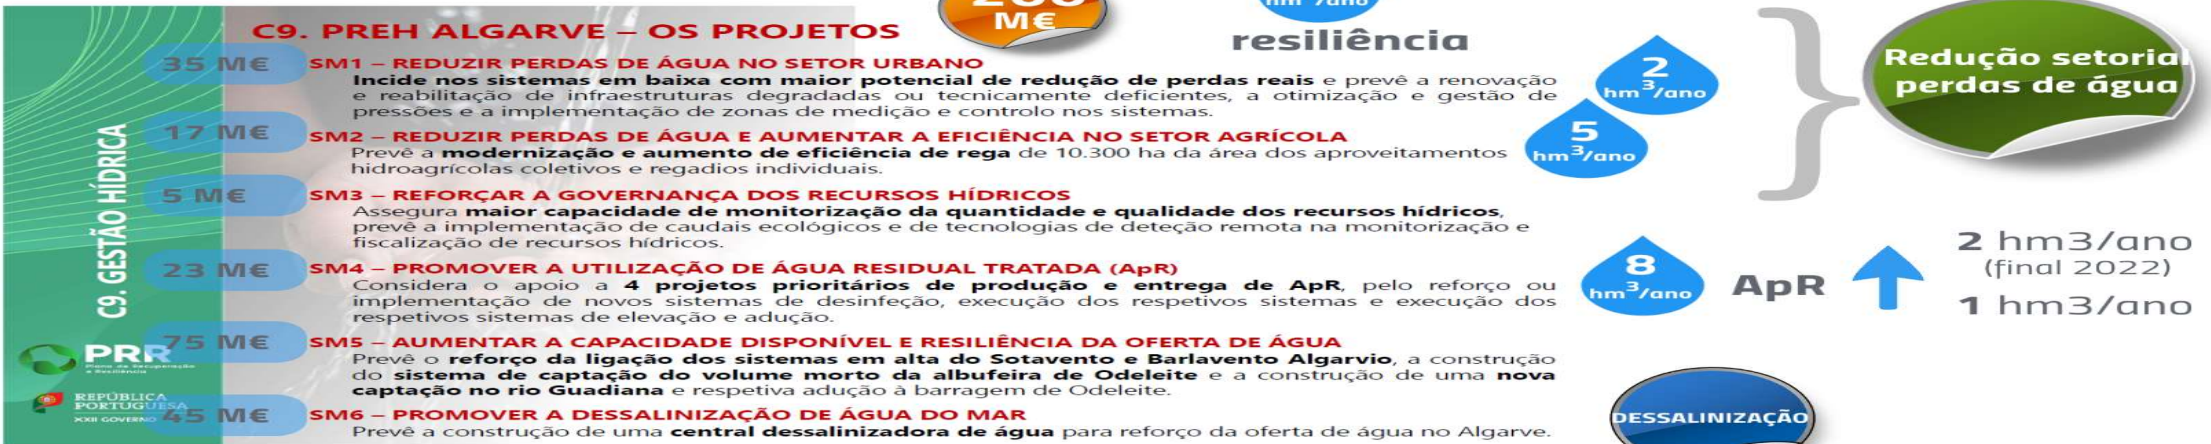 M€
hm³/ano
resiliência
C9. PREH ALGARVE – OS PROJETOS
35 M€
SM1 – REDUZIR PERDAS DE ÁGUA NO SETOR URBANO
Incide nos sistemas em baixa com maior potencial de redução de perdas reais e prevê a renovação
e reabilitação de infraestruturas degradadas ou tecnicamente deficientes, a otimização e gestão de
pressões e a implementação de zonas de medição e controlo nos sistemas.
2
hm³/ano
17 M€
SM2 – REDUZIR PERDAS DE ÁGUA E AUMENTAR A EFICIÊNCIA NO SETOR AGRÍCOLA
Prevê a modernização e aumento de eficiência de rega de 10.300 ha da área dos aproveitamentos
hidroagrícolas coletivos e regadios individuais.
5
hm³/ano
Redução setorial
perdas de água
5 M€
SM3 – REFORÇAR A GOVERNANÇA DOS RECURSOS HÍDRICOS
Assegura maior capacidade de monitorização da quantidade e qualidade dos recursos hídricos,
prevê a implementação de caudais ecológicos e de tecnologias de deteção remota na monitorização e
fiscalização de recursos hídricos.
23 M€
SM4 – PROMOVER A UTILIZAÇÃO DE ÁGUA RESIDUAL TRATADA (ApR)
Considera o apoio a 4 projetos prioritários de produção e entrega de ApR, pelo reforço ou
implementação de novos sistemas de desinfeção, execução dos respetivos sistemas e execução dos
respetivos sistemas de elevação e adução.
8
hm³/ano
ApR
2 hm3/ano
(final 2022)
1 hm3/ano
75 M€
SM5 – AUMENTAR A CAPACIDADE DISPONÍVEL E RESILIÊNCIA DA OFERTA DE ÁGUA
Prevê o reforço da ligação dos sistemas em alta do Sotavento e Barlavento Algarvio, a construção
do sistema de captação do volume morto da albufeira de Odeleite e a construção de uma nova
captação no rio Guadiana e respetiva adução à barragem de Odeleite.
45 M€
SM6 – PROMOVER A DESSALINIZAÇÃO DE ÁGUA DO MAR
Prevê a construção de uma central dessalinizadora de água para reforço da oferta de água no Algarve.
DESSALINIZAÇÃO
C9. GESTÃO HÍDRICA
PRR
Plano de Recuperação
e Resiliência
REPÚBLICA
PORTUGUESA
XXII GOVERNO